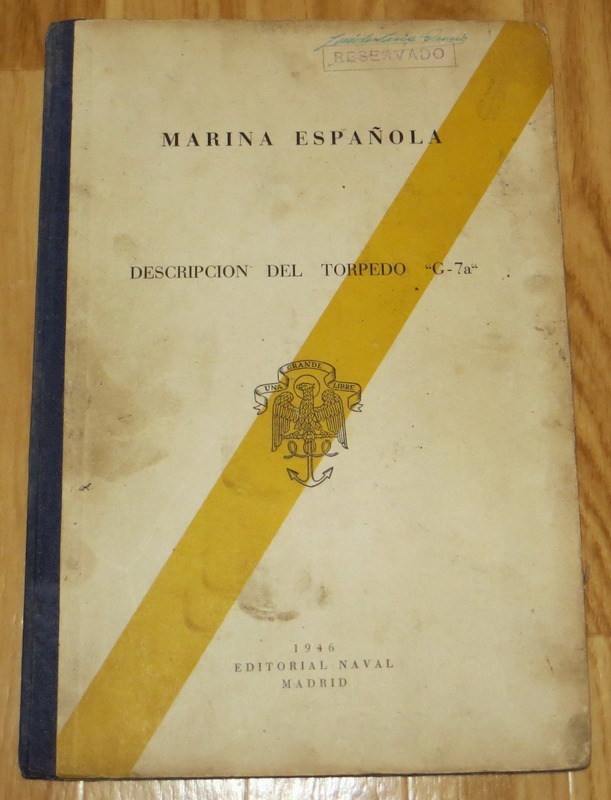 RESERVADO
MARINA ESPAÑOLA
DESCRIPCION DEL TORPEDO “G-7a“
UNA GRANDE LIBRE
1946
EDITORIAL NAVAL
MADRID